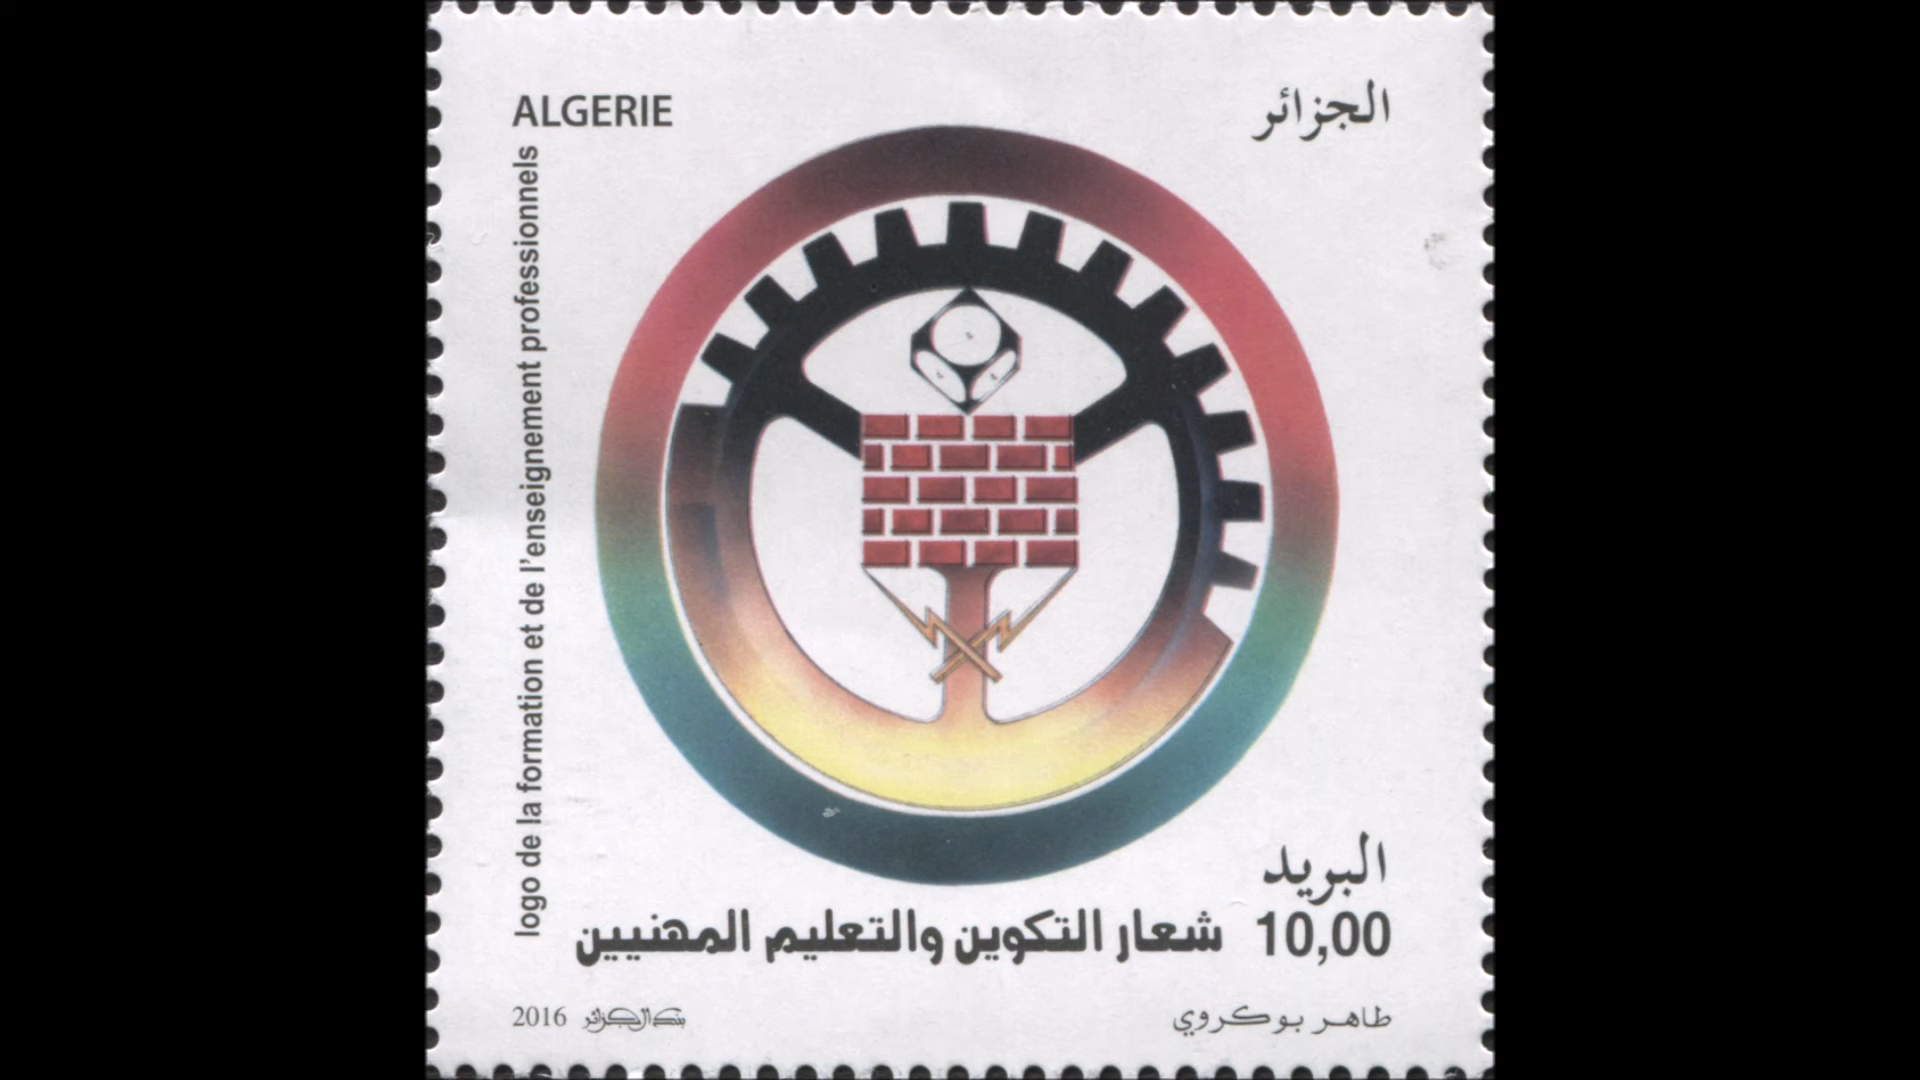 ALGERIE
الجزائر
logo de la formation et de l'enseignement professionnels
البريد
10,00
شعار التكوين والتعليم المهنيين
2016 بنك الجزائر
طاهر بوكروي